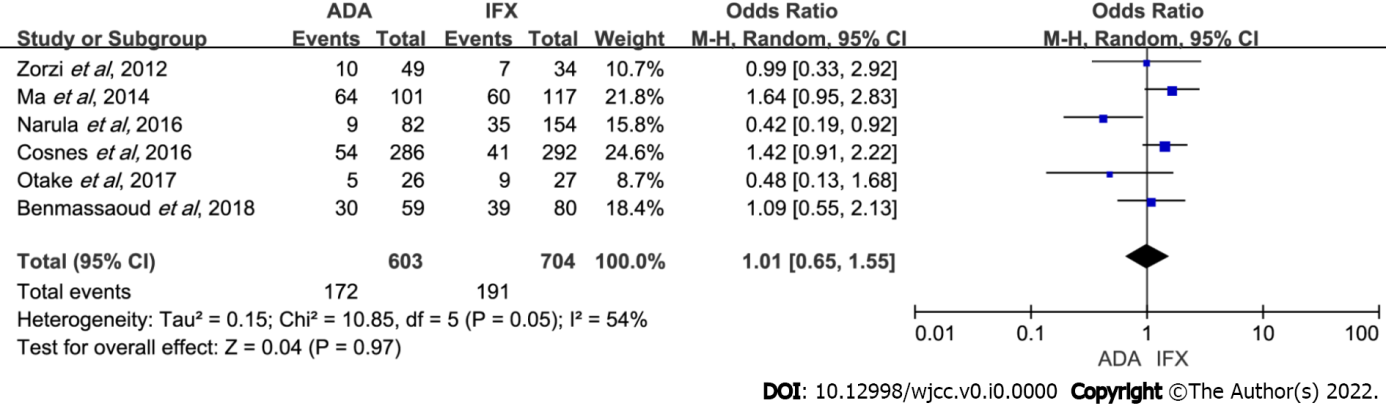 ADA IFX Odds Ratio Odds Ratio
Study or Subgroup Events Total Events Total Weight M-H, Random, 95% CI M-H, Random, 95% CI
Zorzi et al, 2012 10 49 7 34 10.7% 0.99 [0.33, 2.92]
Ma et al, 2014 64 101 60 117 21.8% 1.64 [0.95, 2.83]
Narula et al, 2016 9 82 35 154 15.8% 0.42 [0.19, 0.92]
Cosnes et al, 2016 54 286 41 292 24.6% 1.42 [0.91, 2.22]
Otake et al, 2017 5 26 9 27 8.7% 0.48 [0.13, 1.68]
Benmassaoud et al, 2018 30 59 39 80 18.4% 1.09 [0.55, 2.13]
Total (95% CI) 603 704 100.0% 1.01 [0.65, 1.55]
Total events 172 191
Heterogeneity: Tau² = 0.15; Chi² = 10.85, df = 5 (P = 0.05); I² = 54%
Test for overall effect: Z = 0.04 (P = 0.97)
0.01 0.1 1 10 100
ADA IFX
DOI: 10.12998/wjcc.v0.i0.0000 Copyright ©The Author(s) 2022.